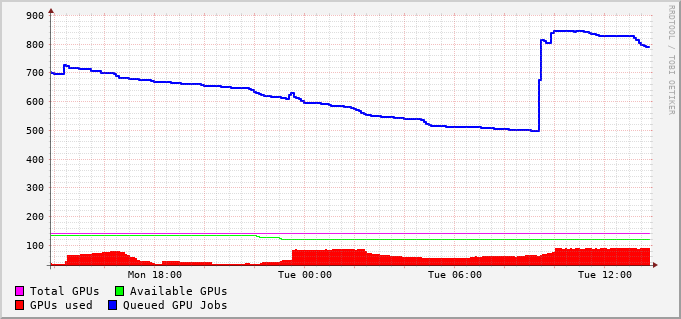 900
800
700
600
500
400
300
200
100
Mon 18:00 Tue 00:00 Tue 06:00 Tue 12:00
Total GPUs Available GPUs
GPUs used Queued GPU Jobs
RRDTOOL / TOBI OETIKER